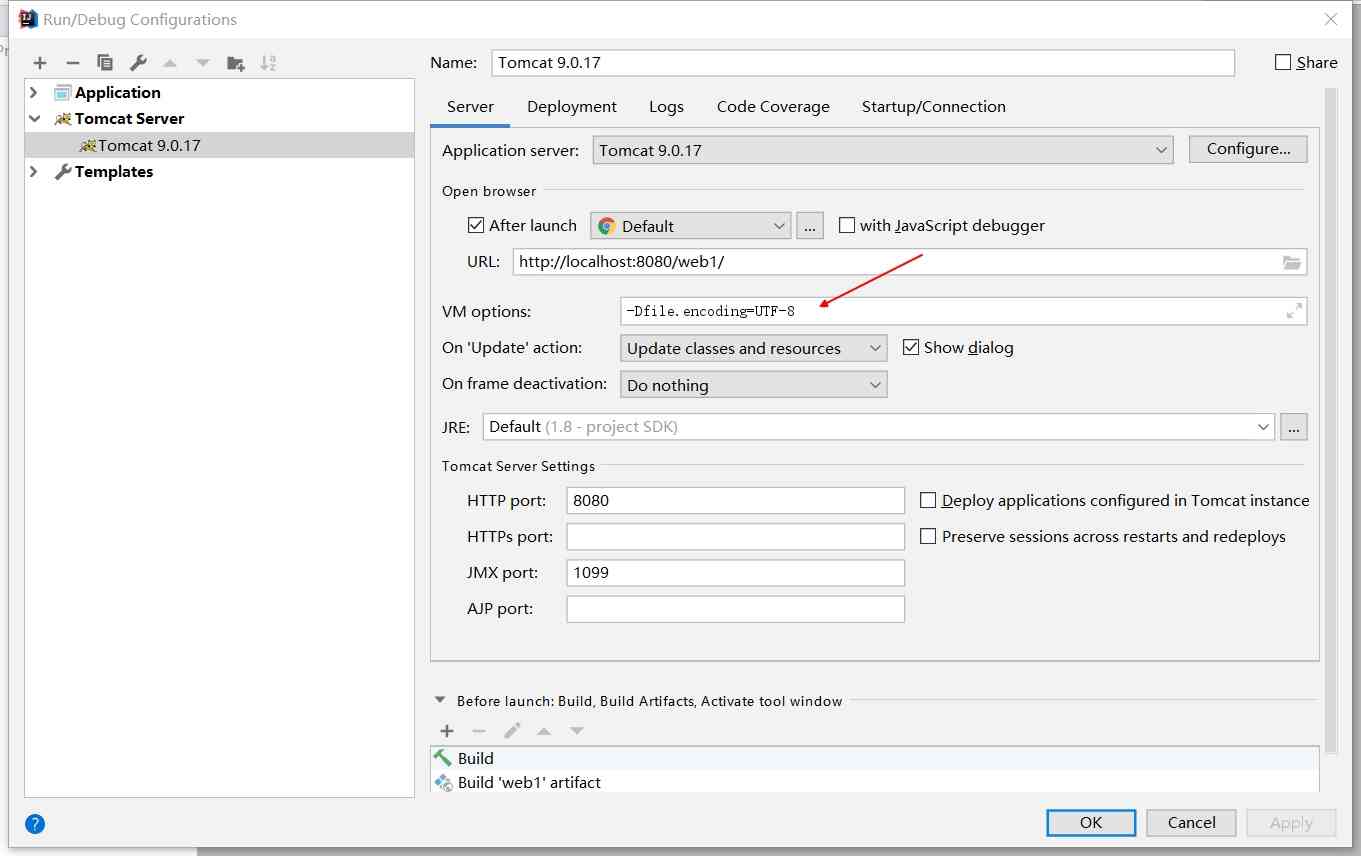 Run/Debug Configurations
Name: Tomcat 9.0.17 Share
Application
Tomcat Server
Tomcat 9.0.17
Templates
Server Deployment Logs Code Coverage Startup/Connection
Application server: Tomcat 9.0.17 Configure...
Open browser
After launch Default ... with JavaScript debugger
URL: http://localhost:8080/web1/
VM options: -Dfile.encoding=UTF-8
On 'Update' action: Update classes and resources Show dialog
On frame deactivation: Do nothing
JRE: Default (1.8 - project SDK) ...
Tomcat Server Settings
HTTP port: 8080 Deploy applications configured in Tomcat instance
HTTPs port: Preserve sessions across restarts and redeploys
JMX port: 1099
AJP port:
Before launch: Build, Build Artifacts, Activate tool window
Build
Build 'web1' artifact
? OK Cancel Apply